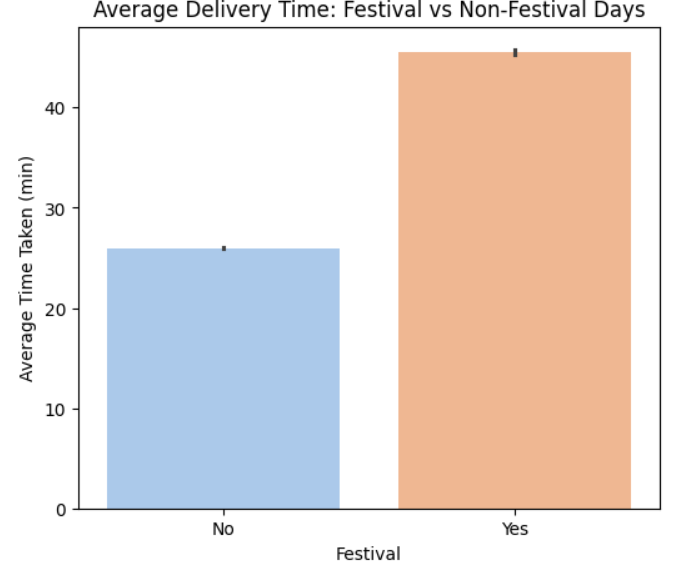 Average Delivery Time: Festival vs Non-Festival Days
Average Time Taken (min)
40
30
20
10
0
No Yes
Festival